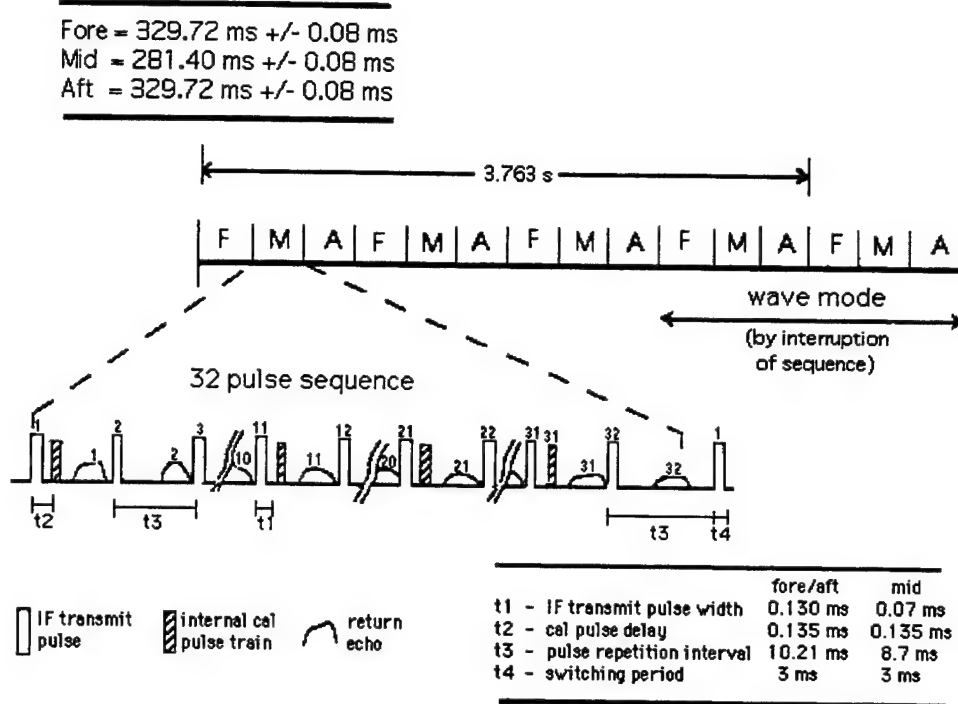 Fore = 329.72 ms +/- 0.08 ms
Mid = 281.40 ms +/- 0.08 ms
Aft = 329.72 ms +/- 0.08 ms
3.763 s
F M A F M A F M A F M A F M A
wave mode
(by interruption
of sequence)
32 pulse sequence
1 2 3 11 12 21 22 31 31 32 1
1 2 10 11 20 21 31 32
t2 t3 t1 t3 t4
IF transmit
pulse
internal cal
pulse train
return
echo
fore/aft mid
t1 - IF transmit pulse width 0.130 ms 0.07 ms
t2 - cal pulse delay 0.135 ms 0.135 ms
t3 - pulse repetition interval 10.21 ms 8.7 ms
t4 - switching period 3 ms 3 ms